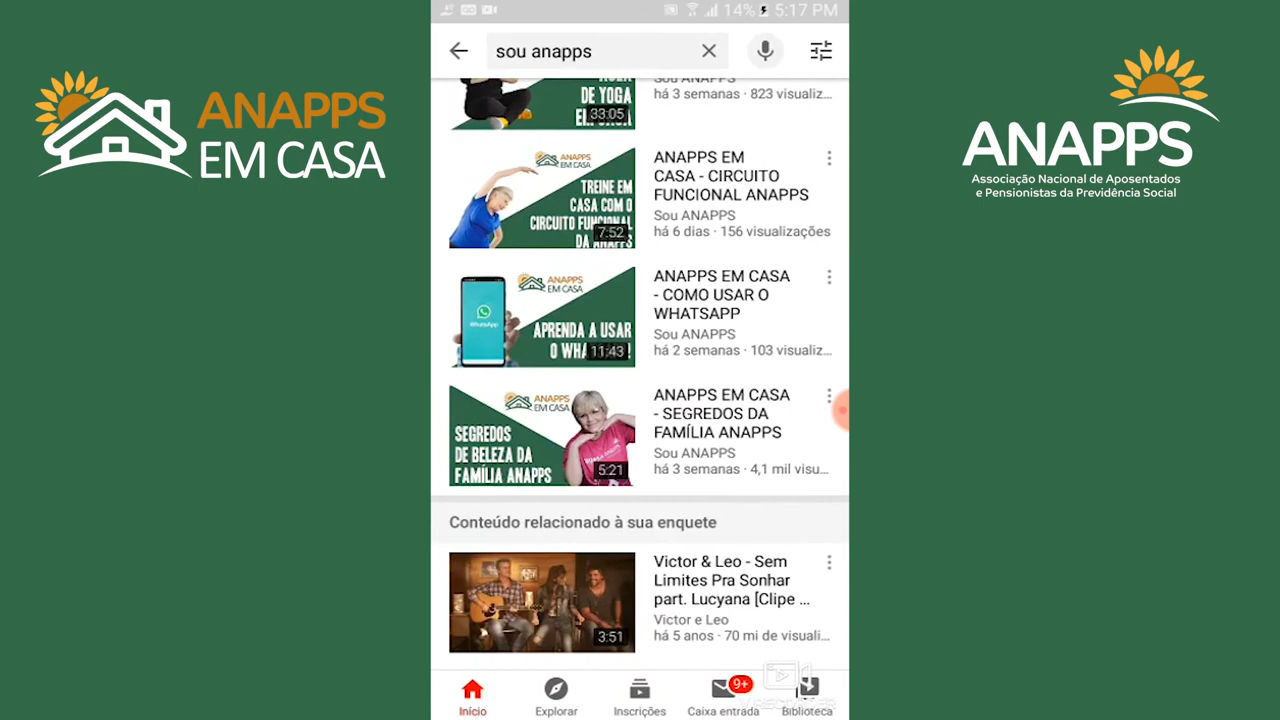 ANAPPS
EM CASA
ANAPPS
Associação Nacional de Aposentados
e Pensionistas da Previdência Social
14% 5:17 PM
sou anapps
DE YOGA
33:05
Sou ANAPPS
há 3 semanas · 823 visualiz...
ANAPPS
EM CASA
TREINE EM
CASA COM O
CIRCUITO FUNCIONAL
DA ANAPPS
7:52
ANAPPS EM
CASA - CIRCUITO
FUNCIONAL ANAPPS
Sou ANAPPS
há 6 dias · 156 visualizações
ANAPPS
EM CASA
WhatsApp
APRENDA A USAR
O WHA
11:43
ANAPPS EM CASA
- COMO USAR O
WHATSAPP
Sou ANAPPS
há 2 semanas · 103 visualiz...
ANAPPS
EM CASA
SEGREDOS
DE BELEZA DA
FAMÍLIA ANAPPS
5:21
ANAPPS EM CASA
- SEGREDOS DA
FAMÍLIA ANAPPS
Sou ANAPPS
há 3 semanas · 4,1 mil visu...
Conteúdo relacionado à sua enquete
3:51
Victor & Leo - Sem
Limites Pra Sonhar
part. Lucyana [Clipe ...
Victor e Leo
há 5 anos · 70 mi de visuali...
9+
Início Explorar Inscrições Caixa entrada Biblioteca